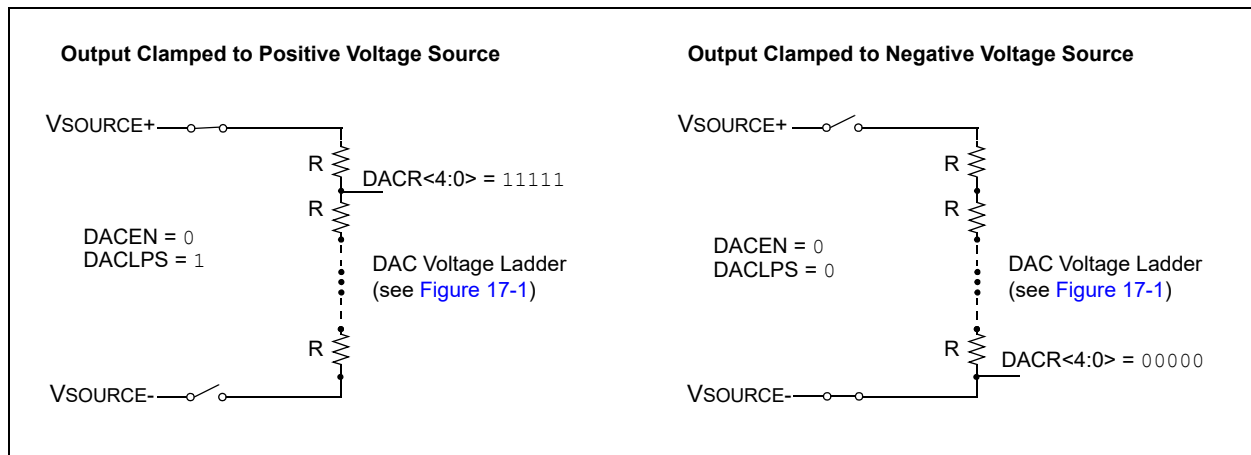 Output Clamped to Positive Voltage Source
VSOURCE+
R
DACR<4:0> = 11111
R
DACEN = 0
DACLPS = 1
DAC Voltage Ladder
(see Figure 17-1)
R
VSOURCE-
Output Clamped to Negative Voltage Source
VSOURCE+
R
R
DACEN = 0
DACLPS = 0
DAC Voltage Ladder
(see Figure 17-1)
R
DACR<4:0> = 00000
VSOURCE-